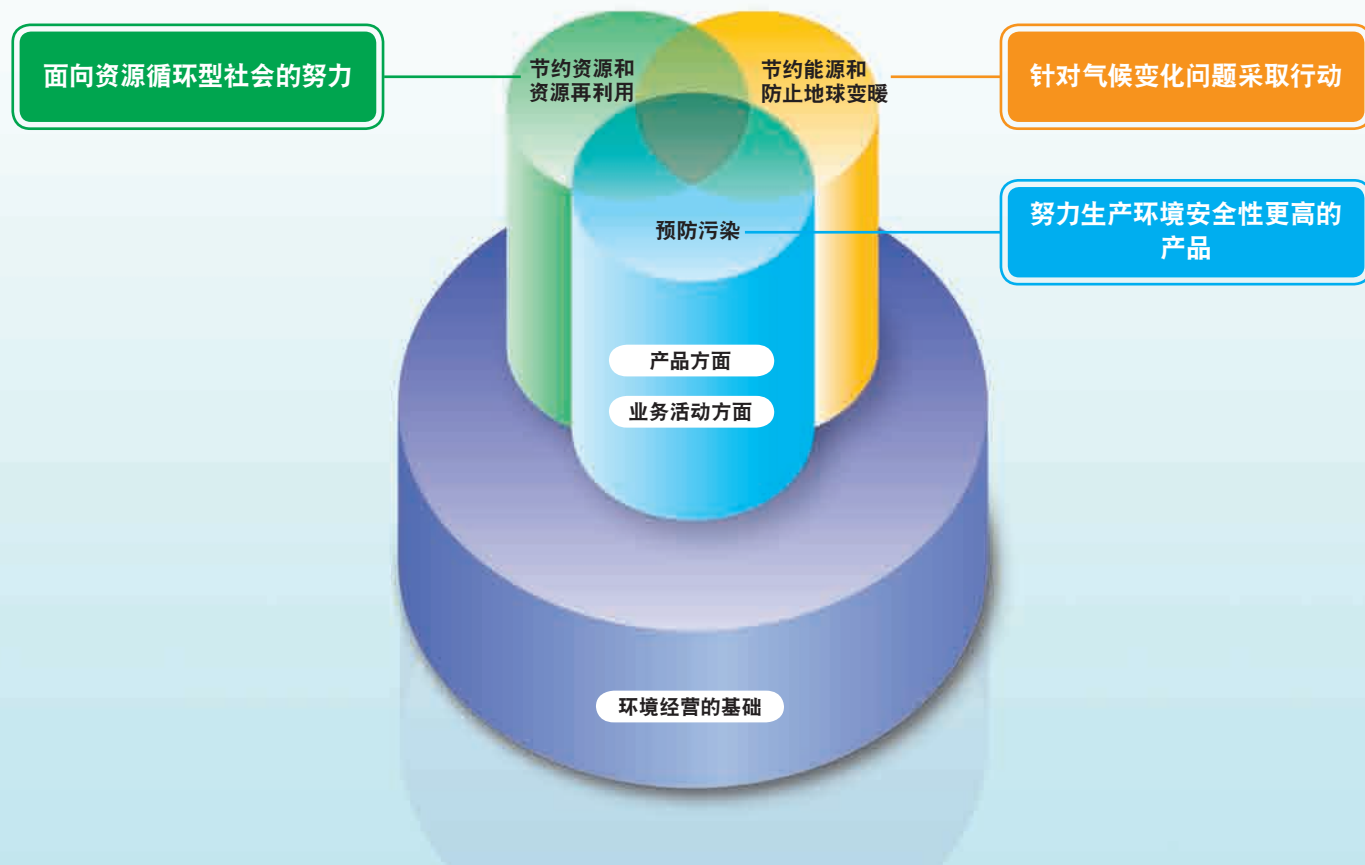 面向资源循环型社会的努力
节约资源和
资源再利用
节约能源和
防止地球变暖
针对气候变化问题采取行动
努力生产环境安全性更高的
产品
预防污染
产品方面
业务活动方面
环境经营的基础